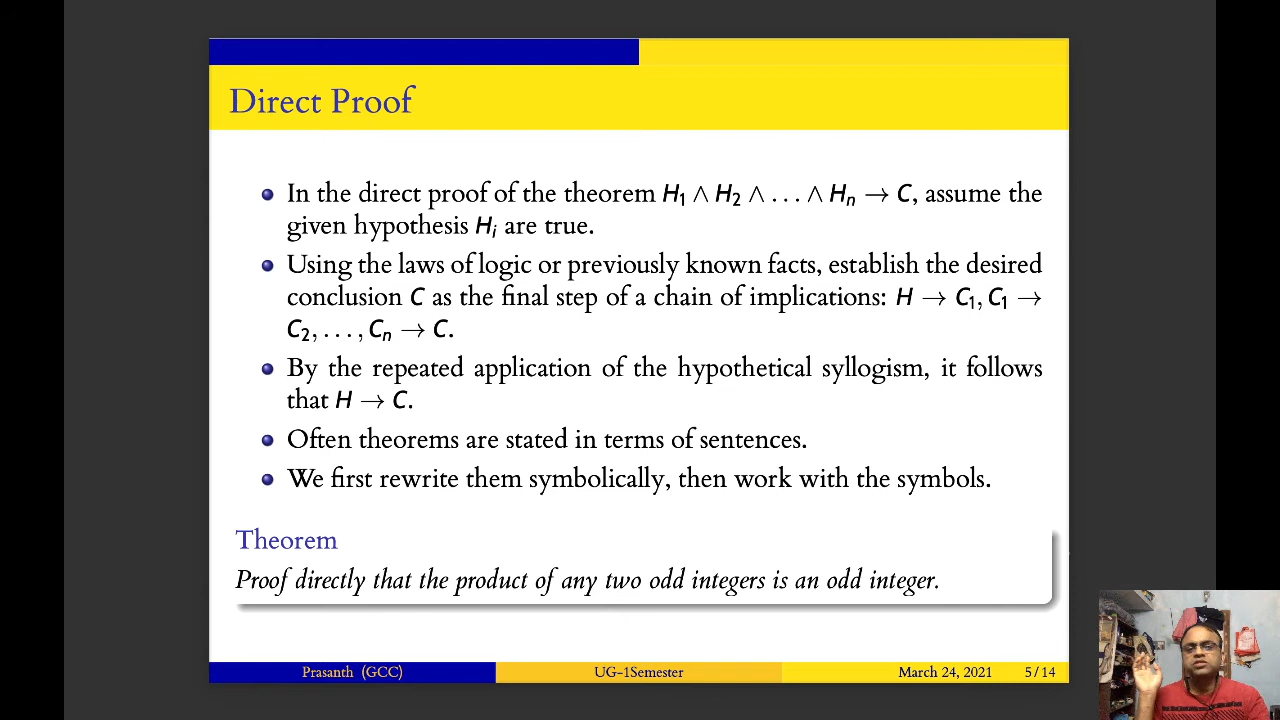 Direct Proof
In the direct proof of the theorem H₁ ∧ H₂ ∧ . . . ∧ Hₙ → C, assume the
given hypothesis Hᵢ are true.
Using the laws of logic or previously known facts, establish the desired
conclusion C as the final step of a chain of implications: H → C₁, C₁ →
C₂, . . . , Cₙ → C.
By the repeated application of the hypothetical syllogism, it follows
that H → C.
Often theorems are stated in terms of sentences.
We first rewrite them symbolically, then work with the symbols.
Theorem
Proof directly that the product of any two odd integers is an odd integer.
Prasanth (GCC) UG-1Semester March 24, 2021 5 / 14